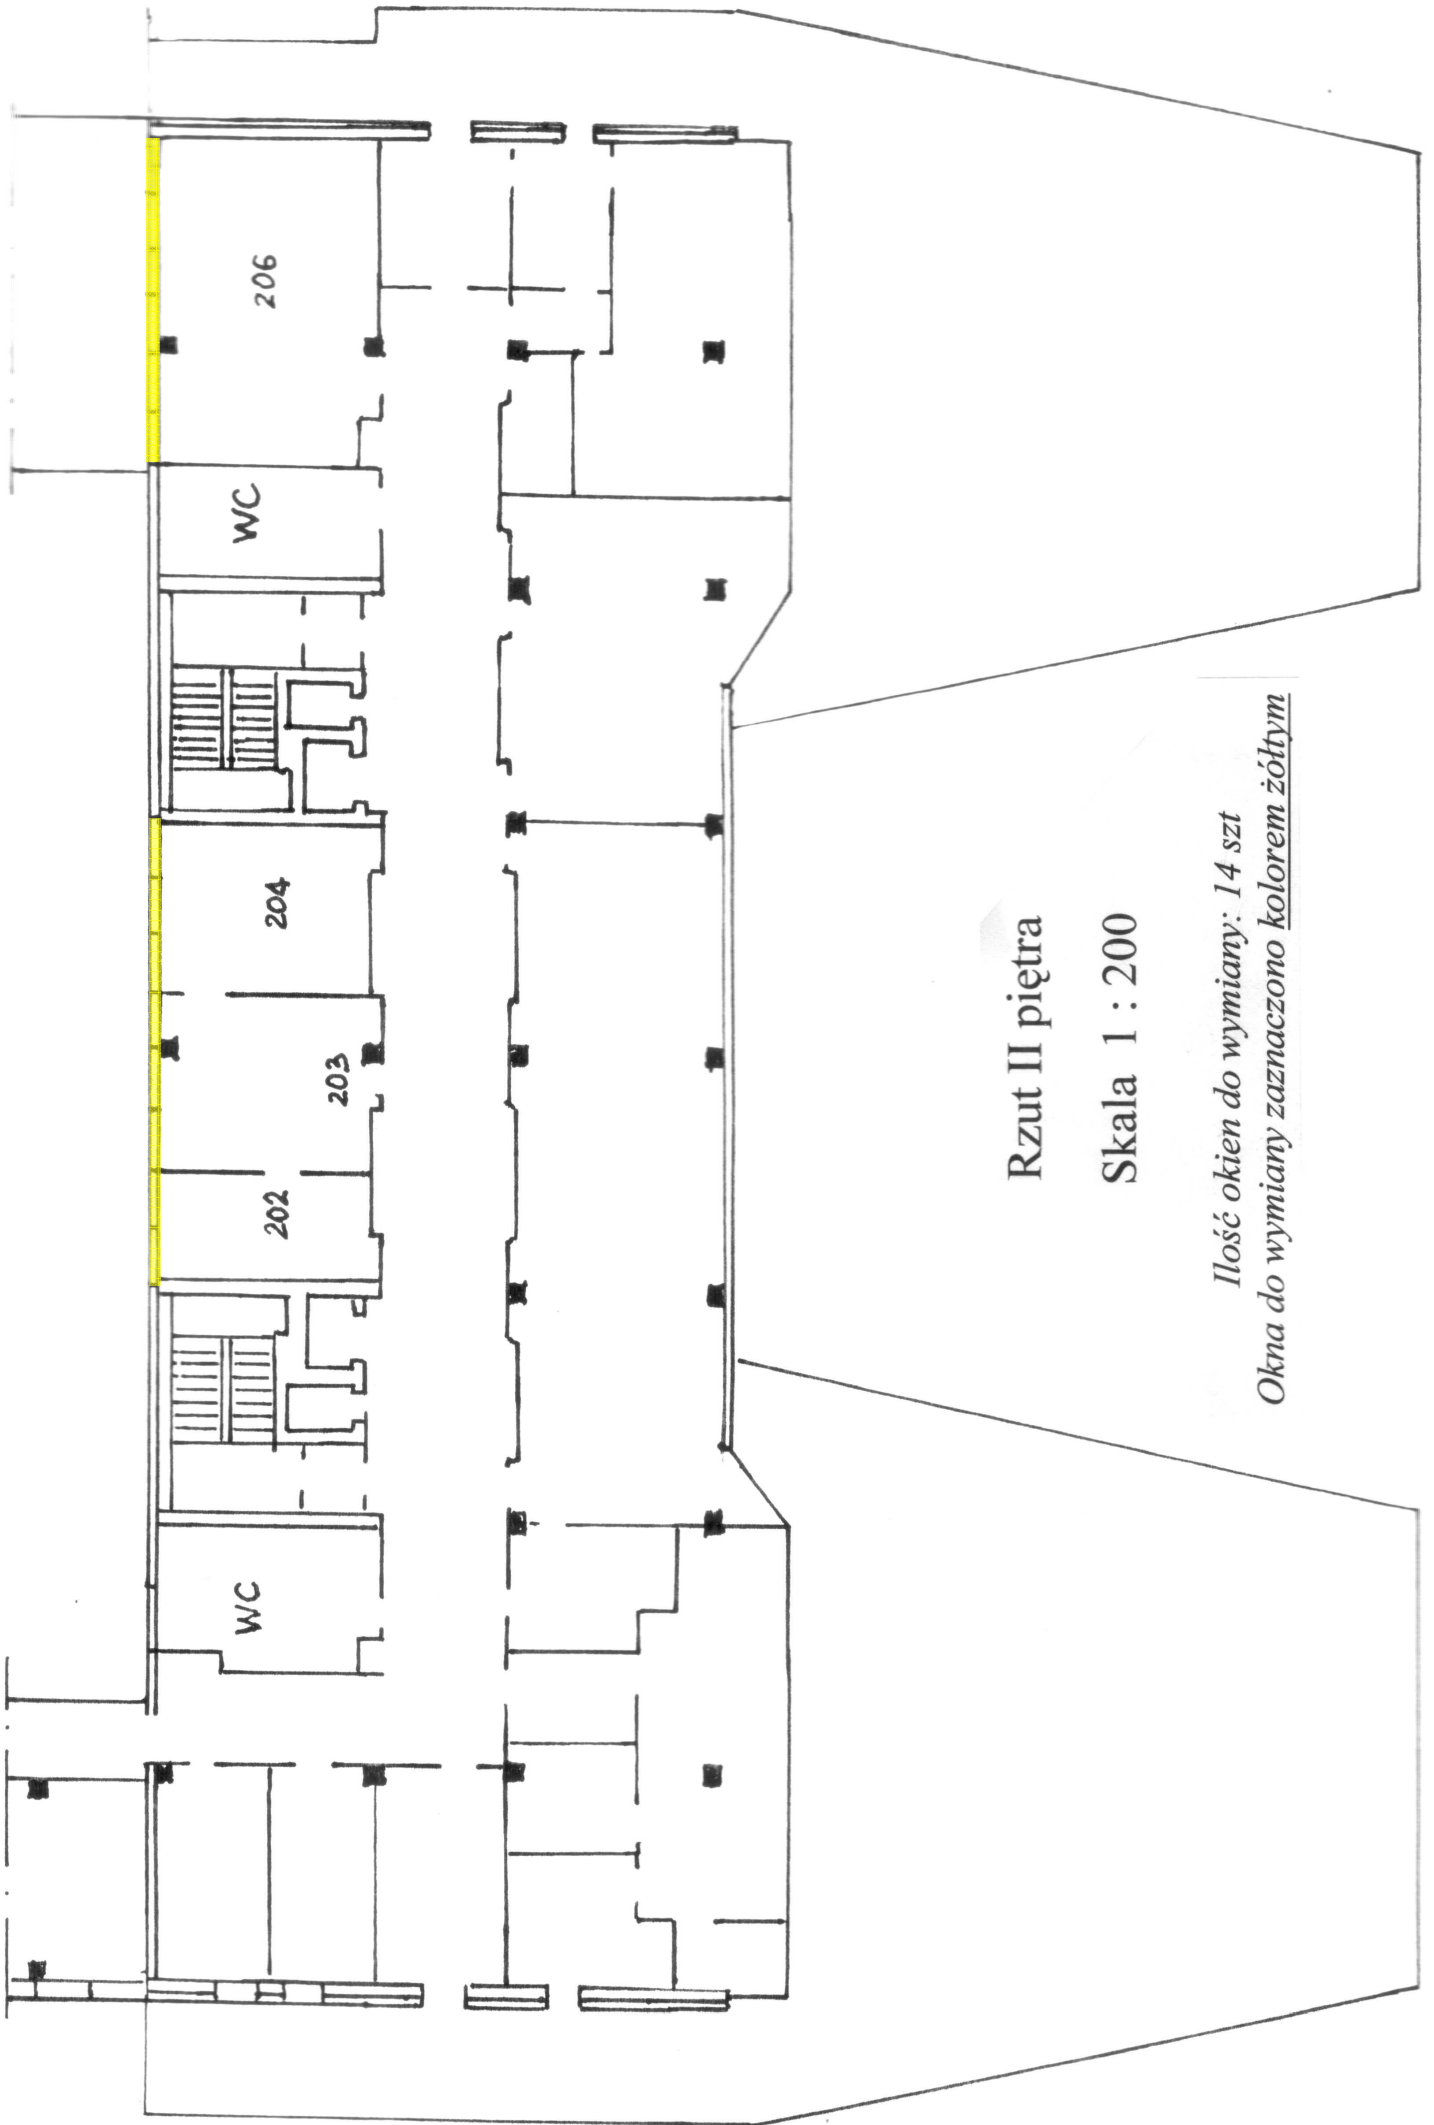 WC
202
203
204
WC
206
Rzut II piętra
Skala 1 : 200
Ilość okien do wymiany: 14 szt
Okna do wymiany zaznaczono kolorem żółtym